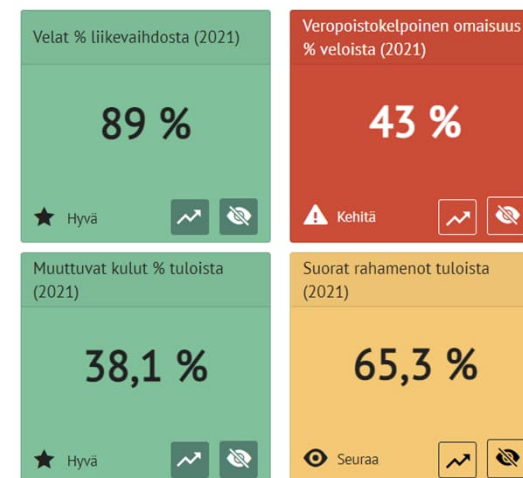 Velat % liikevaihdosta (2021)
89 %
Hyvä
Veropoistokelpoinen omaisuus
% veloista (2021)
43 %
Kehitä
Muuttuvat kulut % tuloista
(2021)
38,1 %
Hyvä
Suorat rahamenot tuloista
(2021)
65,3 %
Seuraa